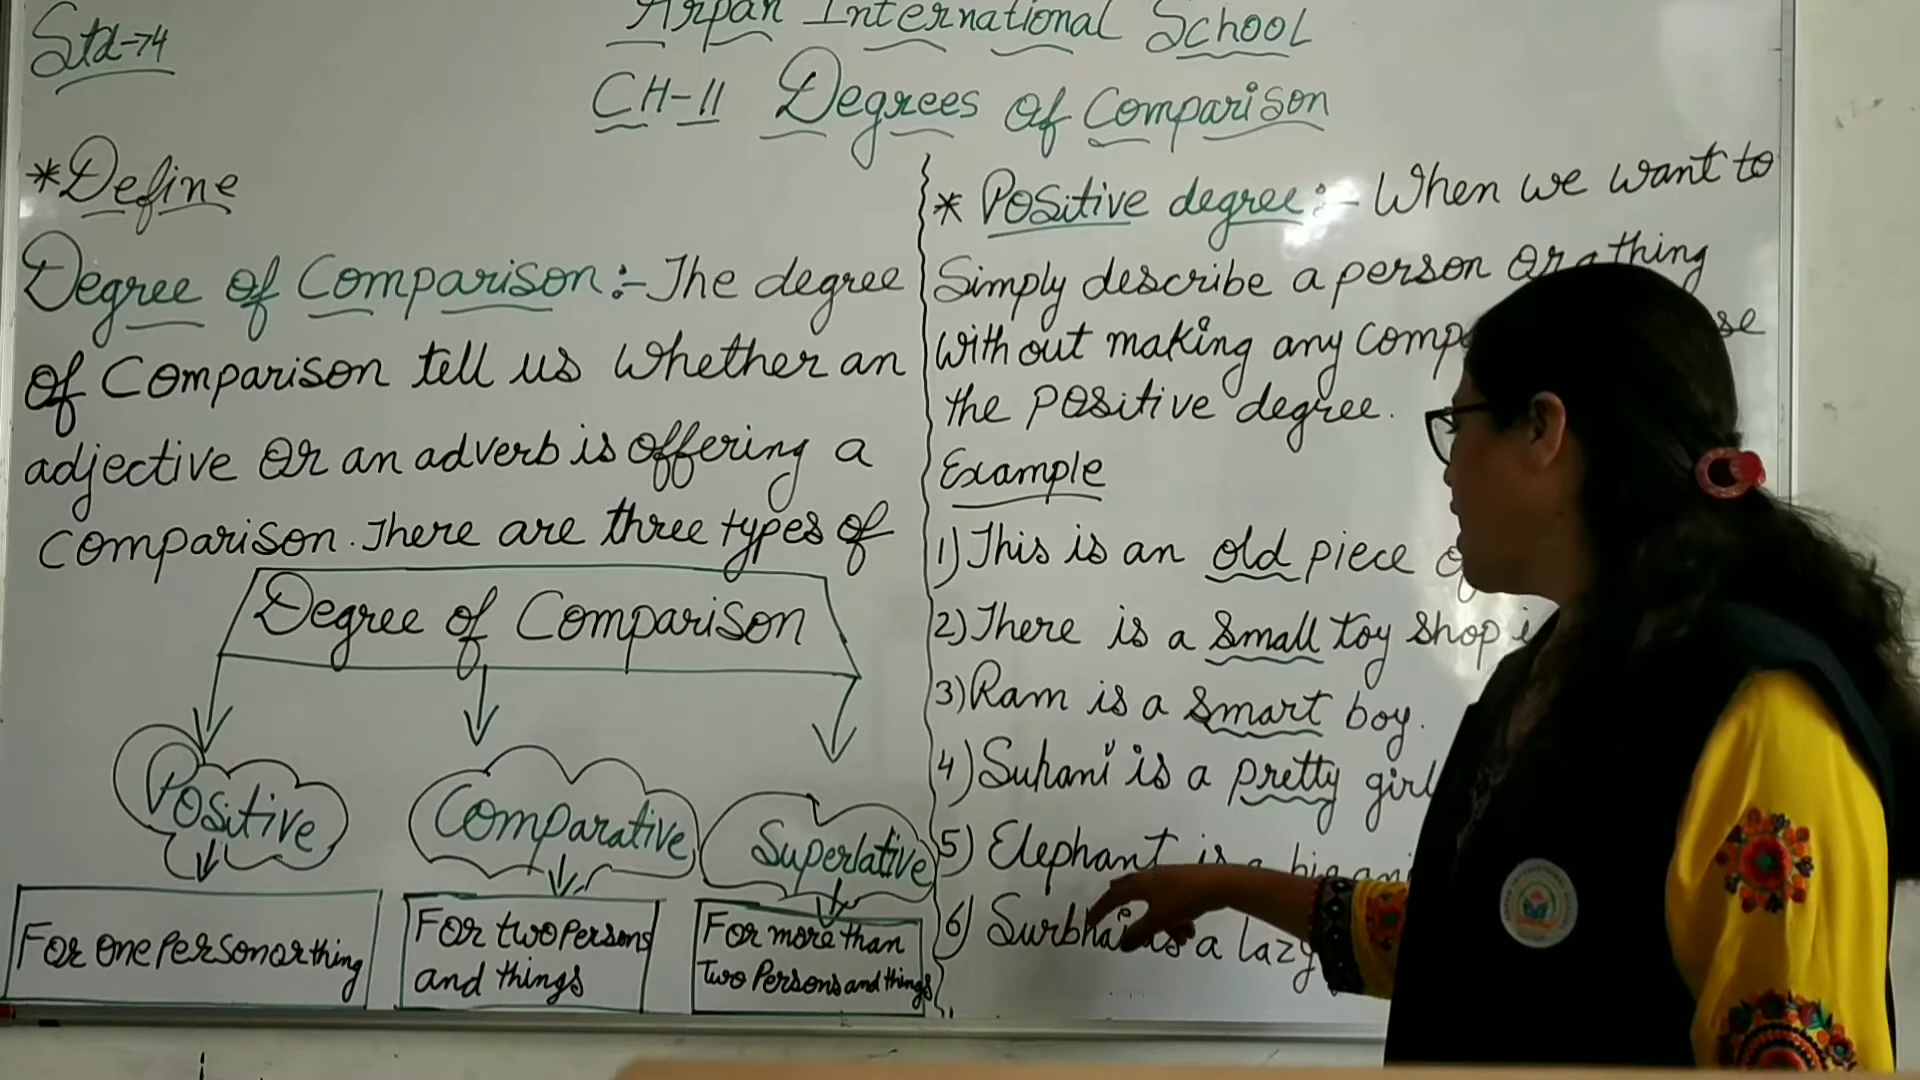 Std-4
Arpan International School
CH-11 Degrees of Comparison
*Define
Degree of Comparison:- The degree
of Comparison tell us whether an
adjective or an adverb is offering a
comparison. There are three types of
Degree of Comparison
Positive
Comparative
Superlative
For one person or thing
For two persons
and things
For more than
two persons and things
* Positive degree:- When we want to
Simply describe a person or a thing
without making any
the positive degree.
Example
1) This is an old piece
2) There is a small toy shop
3) Ram is a smart boy.
4) Suhani is a pretty girl
5) Elephant is a big
6) is a lazy